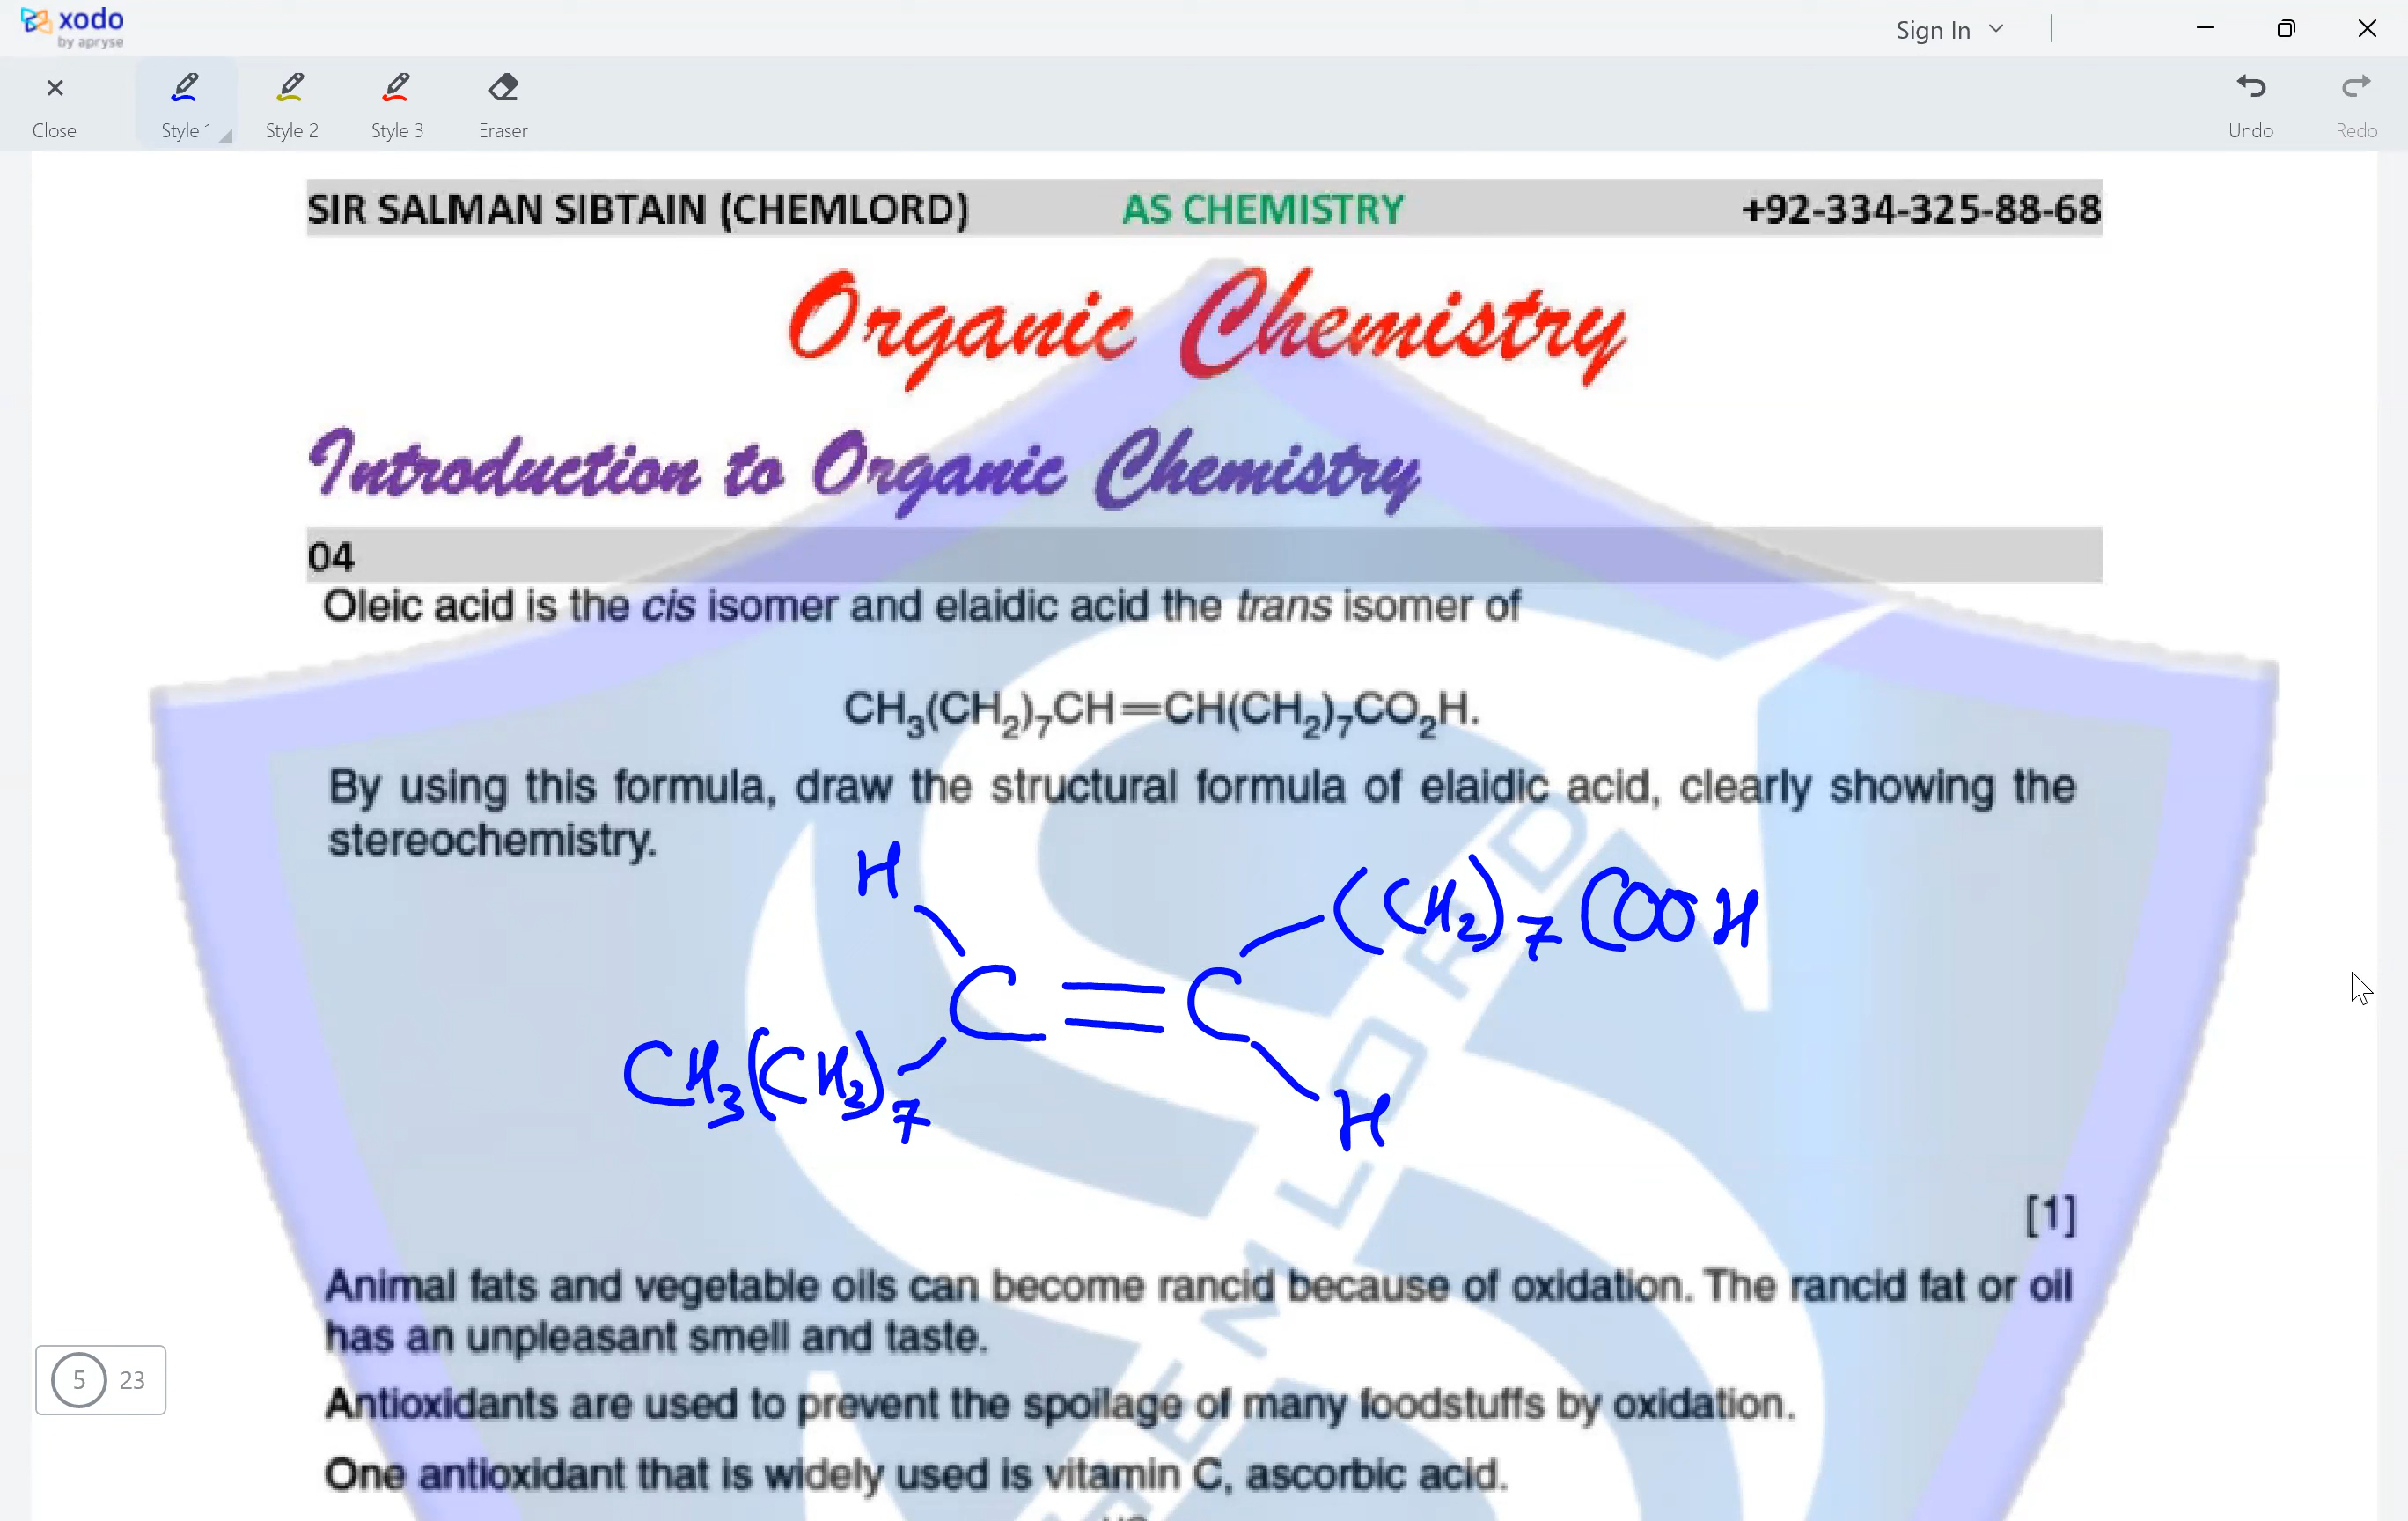 xodo
by apryse
Sign In
Close
Style 1
Style 2
Style 3
Eraser
Undo
Redo
SIR SALMAN SIBTAIN (CHEMLORD) AS CHEMISTRY +92-334-325-88-68
Organic Chemistry
Introduction to Organic Chemistry
04
Oleic acid is the cis isomer and elaidic acid the trans isomer of
CH₃(CH₂)₇CH=CH(CH₂)₇CO₂H.
By using this formula, draw the structural formula of elaidic acid, clearly showing the
stereochemistry.
H (CH₂)₇COOH
C=C
CH₃(CH₂)₇ H
[1]
Animal fats and vegetable oils can become rancid because of oxidation. The rancid fat or oil
has an unpleasant smell and taste.
Antioxidants are used to prevent the spoilage of many foodstuffs by oxidation.
One antioxidant that is widely used is vitamin C, ascorbic acid.
5 23